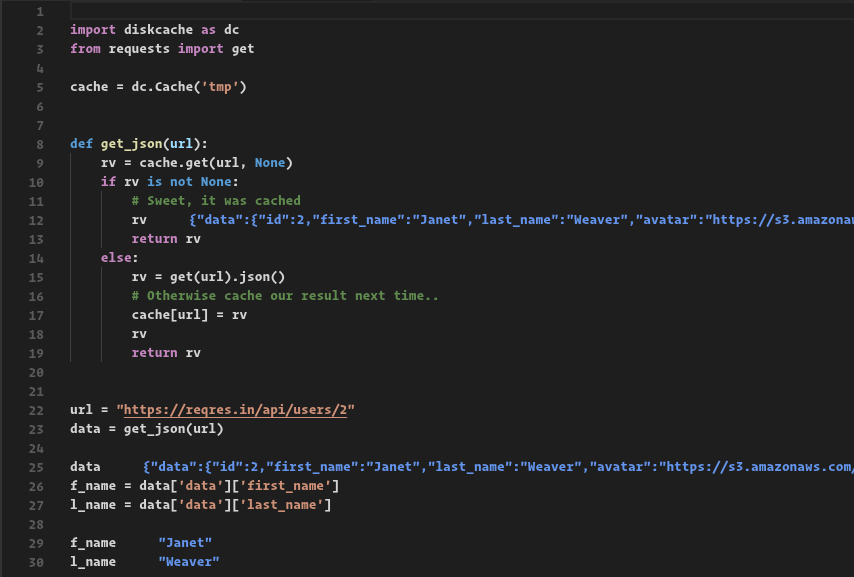 1
2 import diskcache as dc
3 from requests import get
4
5 cache = dc.Cache('tmp')
6
7
8 def get_json(url):
9     rv = cache.get(url, None)
10     if rv is not None:
11         # Sweet, it was cached
12         rv     {"data":{"id":2,"first_name":"Janet","last_name":"Weaver","avatar":"https://s3.amazonaw
13         return rv
14     else:
15         rv = get(url).json()
16         # Otherwise cache our result next time..
17         cache[url] = rv
18         rv
19         return rv
20
21
22 url = "https://reqres.in/api/users/2"
23 data = get_json(url)
24
25 data     {"data":{"id":2,"first_name":"Janet","last_name":"Weaver","avatar":"https://s3.amazonaws.com/
26 f_name = data['data']['first_name']
27 l_name = data['data']['last_name']
28
29 f_name     "Janet"
30 l_name     "Weaver"